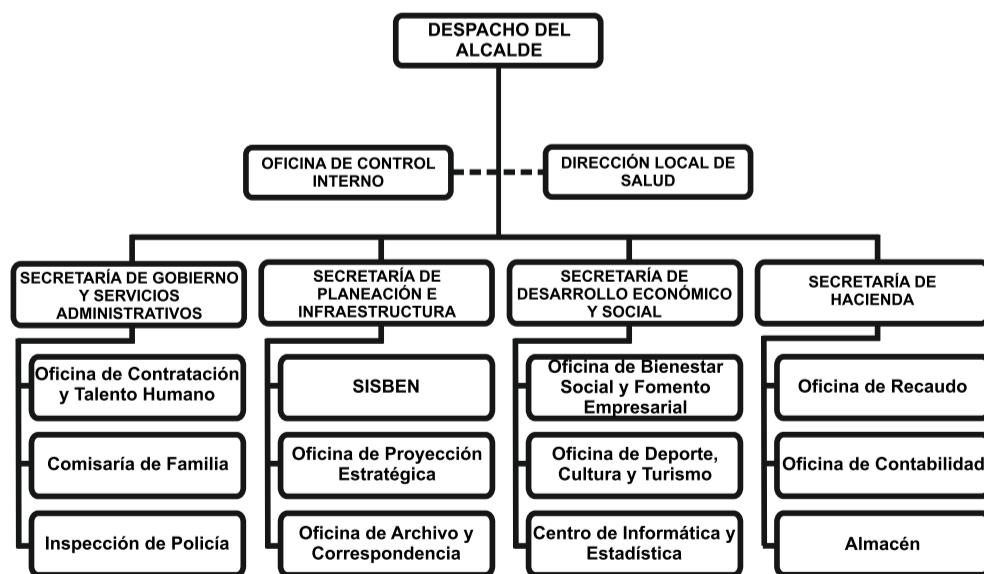 DESPACHO DEL
ALCALDE
OFICINA DE CONTROL
INTERNO
DIRECCIÓN LOCAL DE
SALUD
SECRETARÍA DE GOBIERNO
Y SERVICIOS
ADMINISTRATIVOS
SECRETARÍA DE
PLANEACIÓN E
INFRAESTRUCTURA
SECRETARÍA DE
DESARROLLO ECONÓMICO
Y SOCIAL
SECRETARÍA DE
HACIENDA
Oficina de Contratación
y Talento Humano
Comisaría de Familia
Inspección de Policía
SISBEN
Oficina de Proyección
Estratégica
Oficina de Archivo y
Correspondencia
Oficina de Bienestar
Social y Fomento
Empresarial
Oficina de Deporte,
Cultura y Turismo
Centro de Informática y
Estadística
Oficina de Recaudo
Oficina de Contabilidad
Almacén